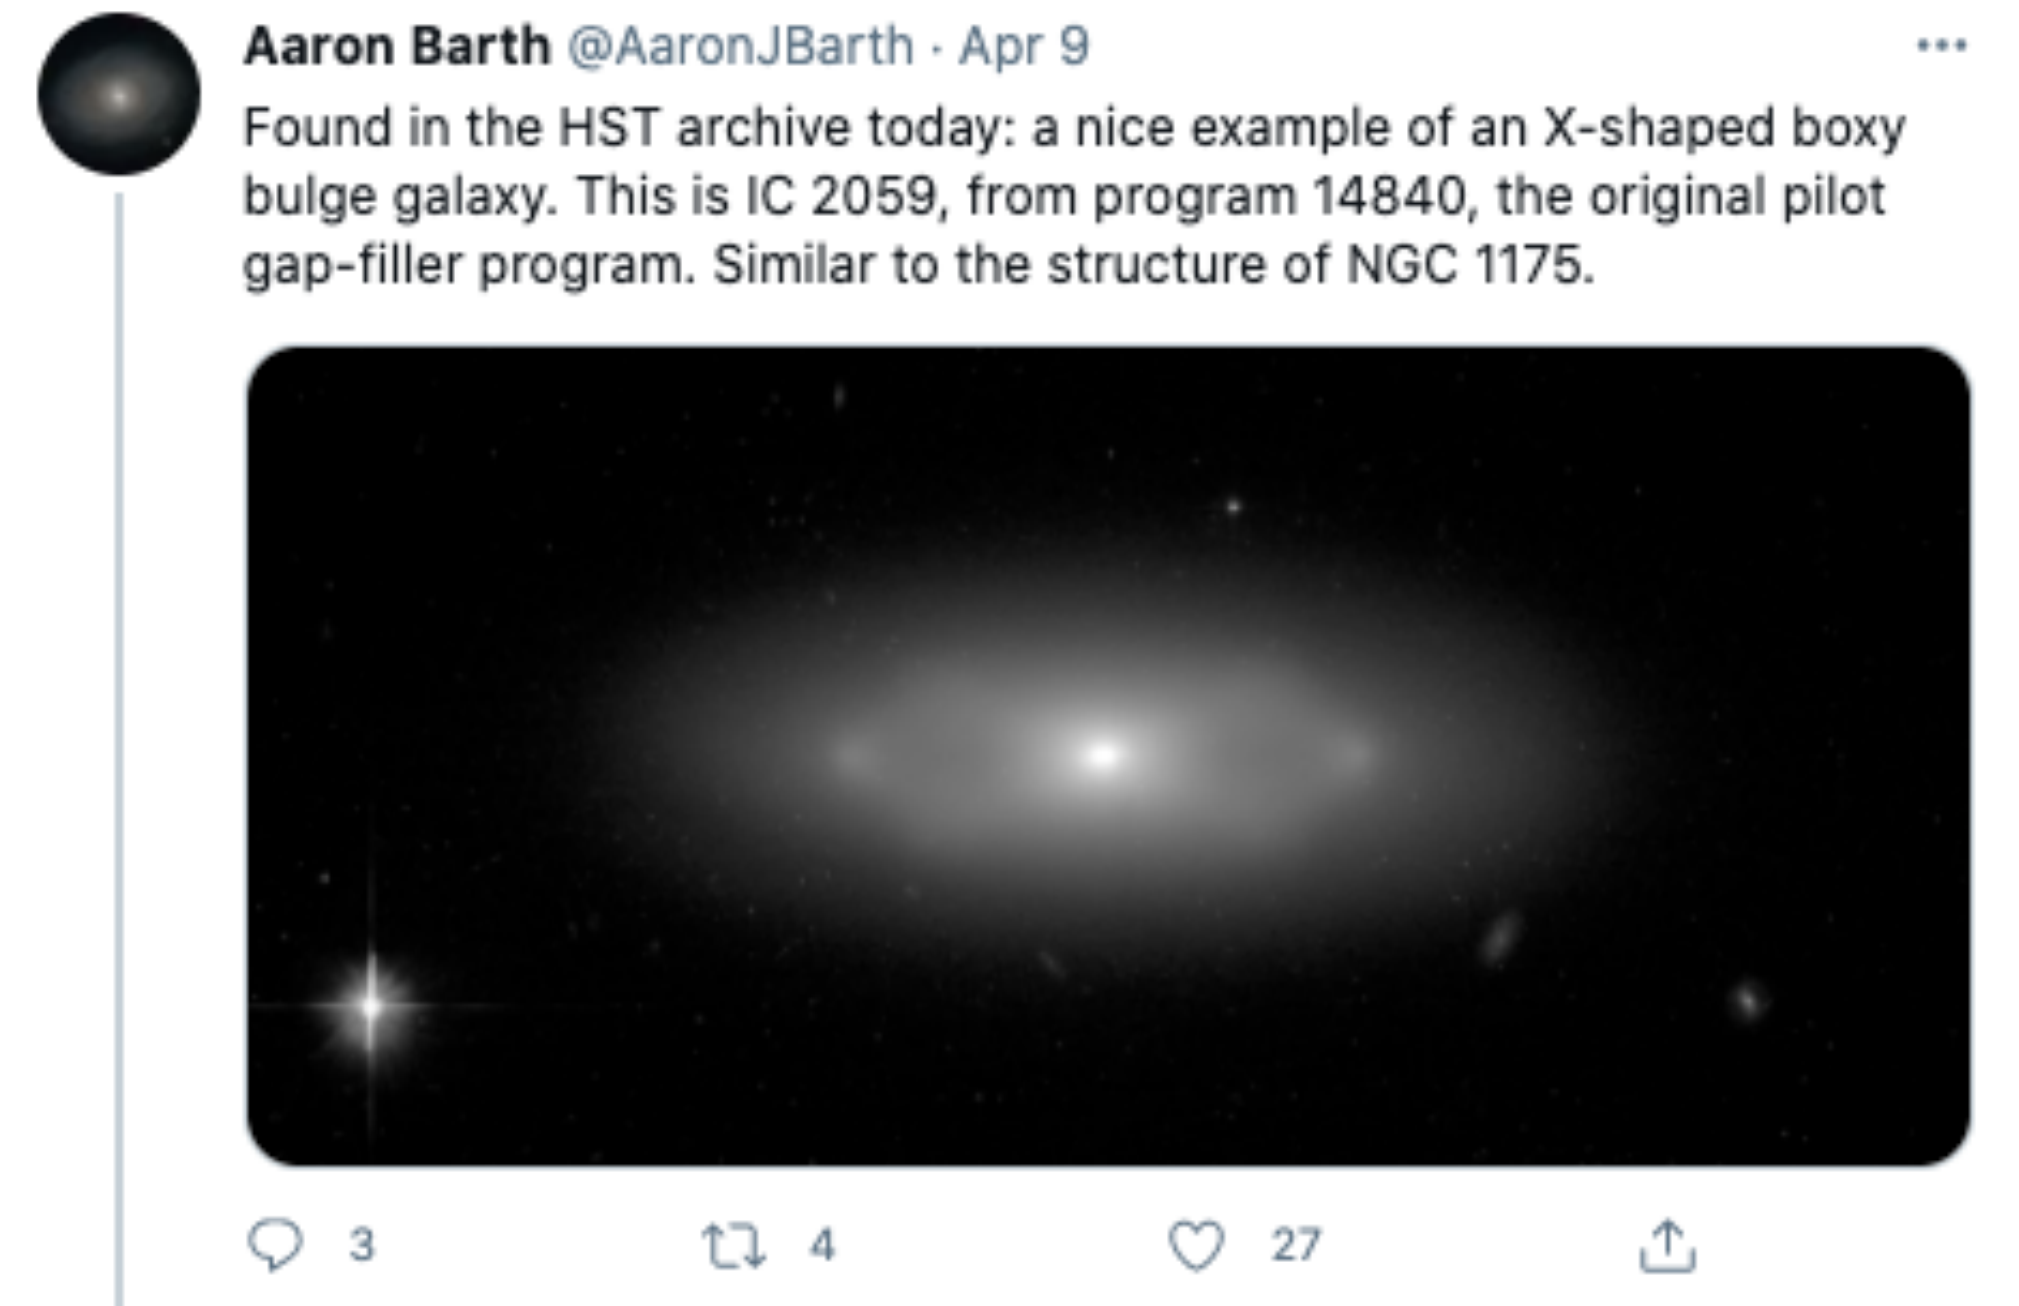 Aaron Barth @AaronJBarth · Apr 9
Found in the HST archive today: a nice example of an X-shaped boxy
bulge galaxy. This is IC 2059, from program 14840, the original pilot
gap-filler program. Similar to the structure of NGC 1175.
3 4 27